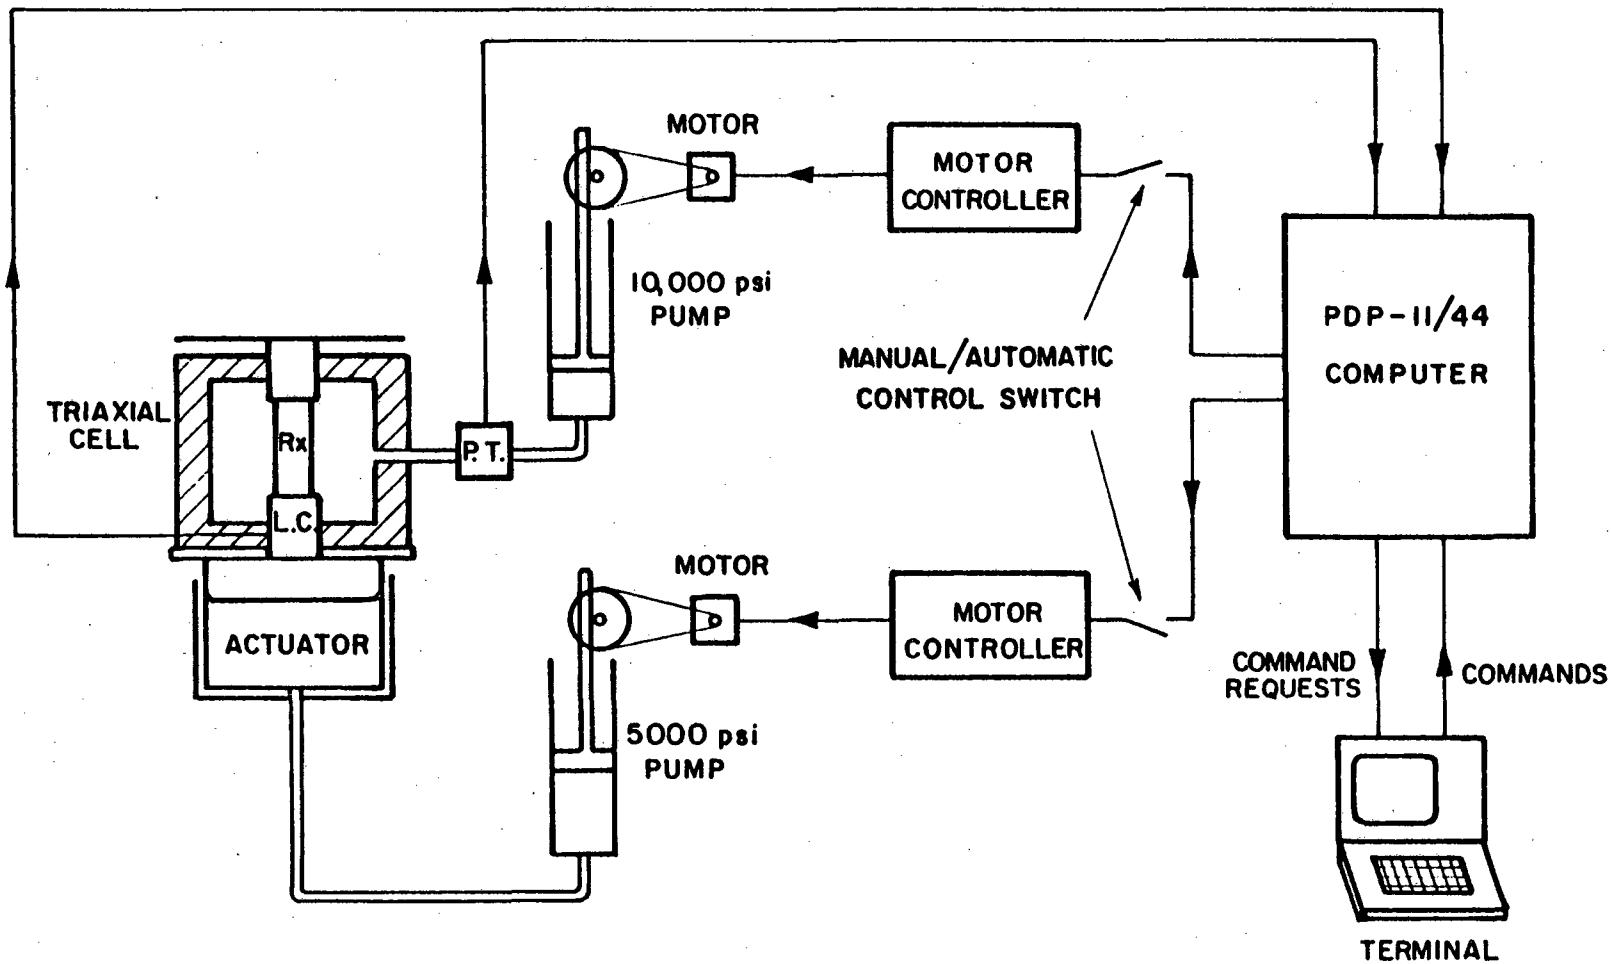 MOTOR
MOTOR
CONTROLLER
10,000 psi
PUMP
PDP-11/44
COMPUTER
MANUAL/AUTOMATIC
CONTROL SWITCH
TRIAXIAL
CELL
Rx
P.T.
L.C.
MOTOR
MOTOR
CONTROLLER
ACTUATOR
5000 psi
PUMP
COMMAND
REQUESTS
COMMANDS
TERMINAL